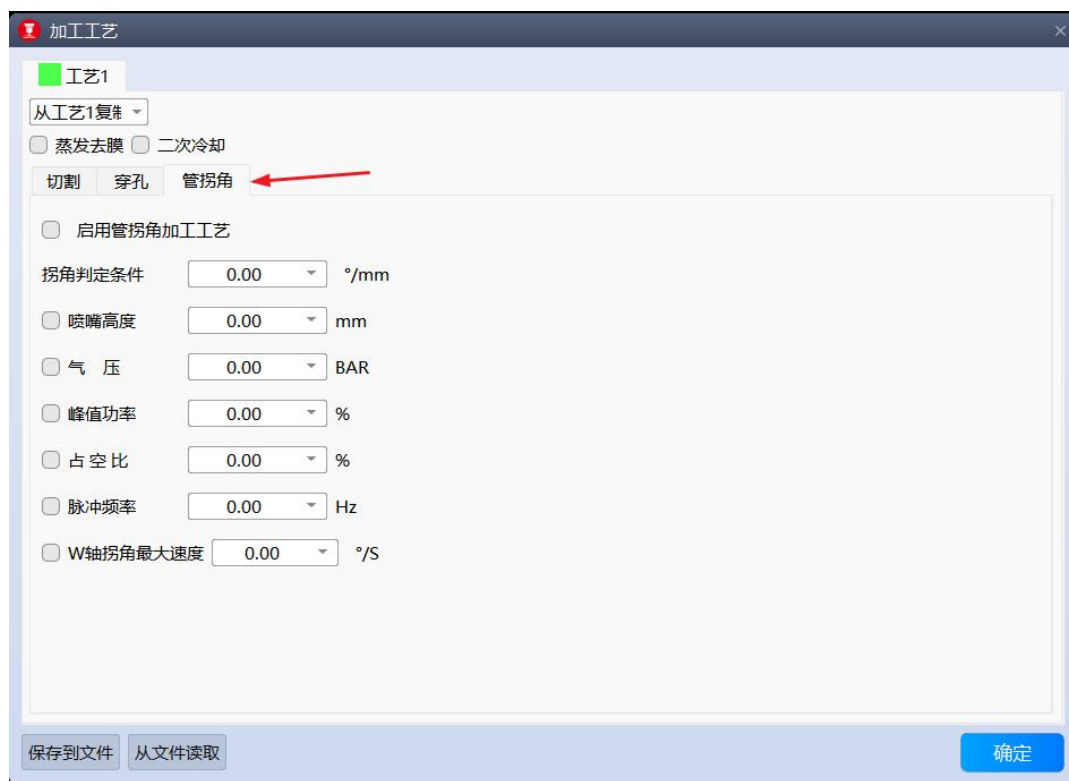 加工工艺
工艺1
从工艺1复制
蒸发去膜 二次冷却
切割 穿孔 管拐角
启用管拐角加工工艺
拐角判定条件 0.00 °/mm
喷嘴高度 0.00 mm
气 压 0.00 BAR
峰值功率 0.00 %
占空比 0.00 %
脉冲频率 0.00 Hz
W轴拐角最大速度 0.00 °/S
保存到文件 从文件读取 确定